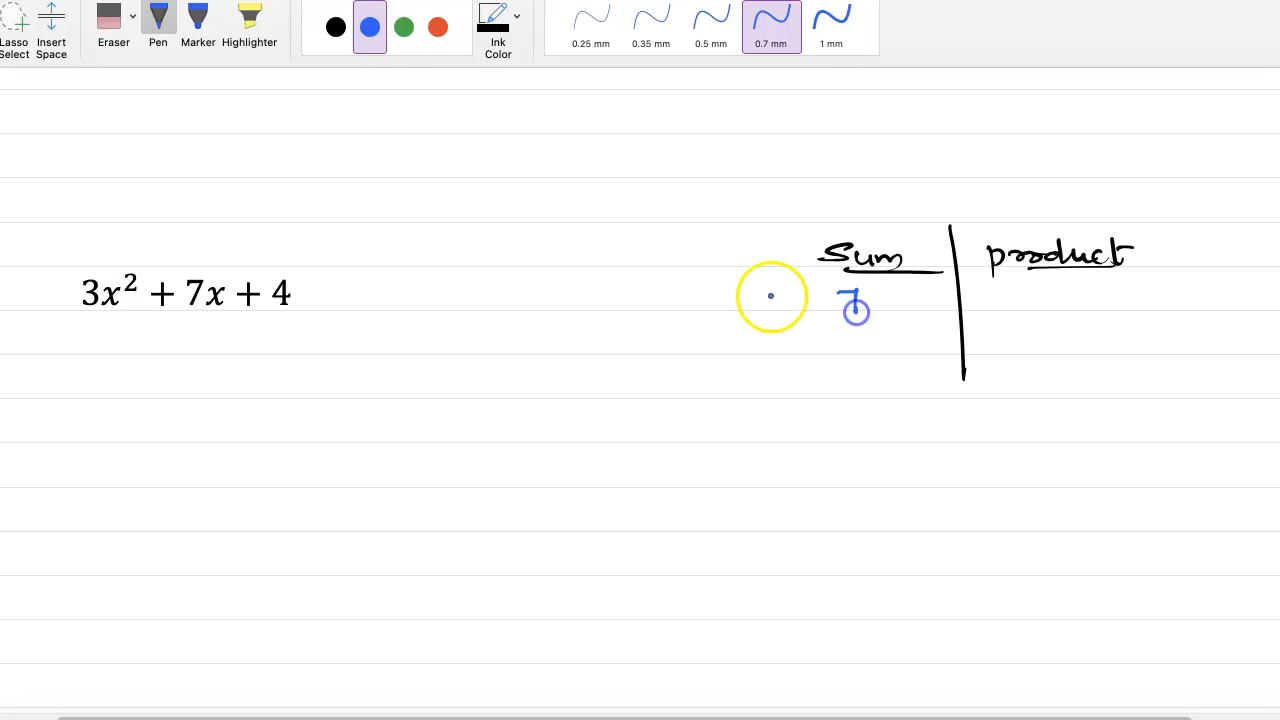 Lasso Select
Insert Space
Eraser
Pen
Marker
Highlighter
Ink Color
0.25 mm
0.35 mm
0.5 mm
0.7 mm
1 mm
Sum
product
3x² + 7x + 4
7